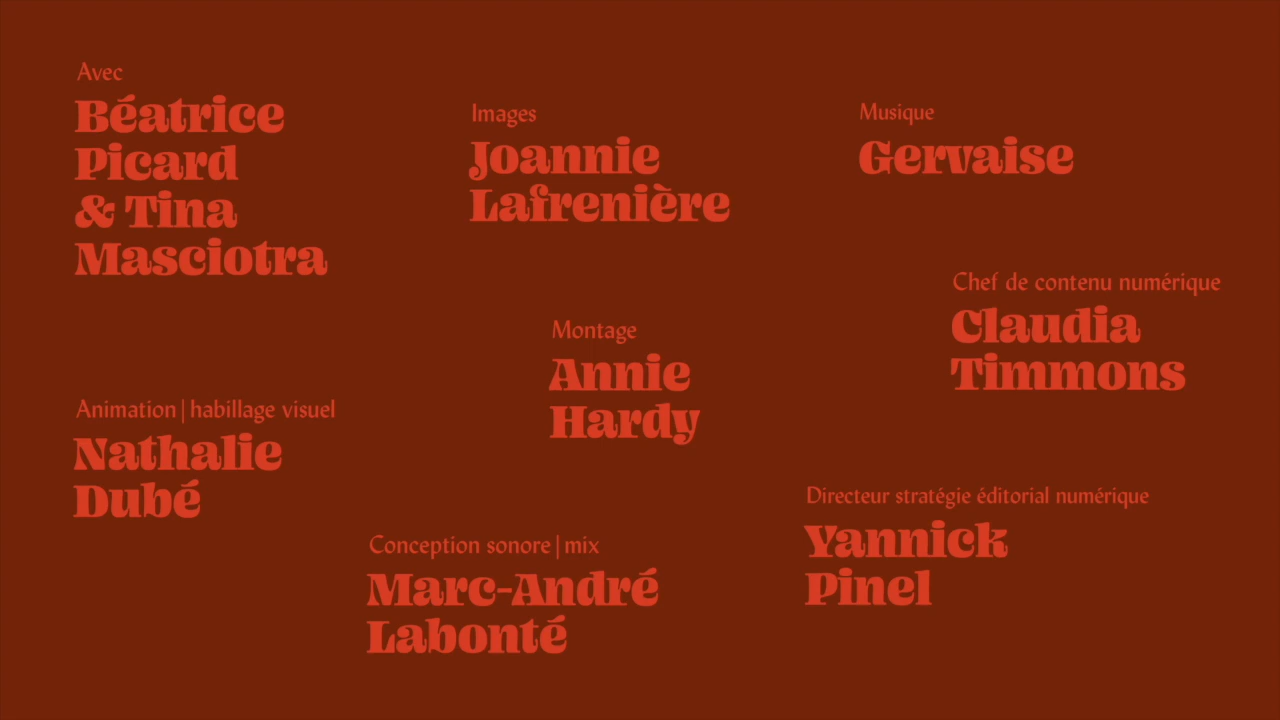 Avec
Béatrice
Picard
& Tina
Masciotra
Images
Joannie
Lafrenière
Musique
Gervaise
Chef de contenu numérique
Claudia
Timmons
Montage
Annie
Hardy
Animation | habillage visuel
Nathalie
Dubé
Directeur stratégie éditorial numérique
Yannick
Pinel
Conception sonore | mix
Marc-André
Labonté